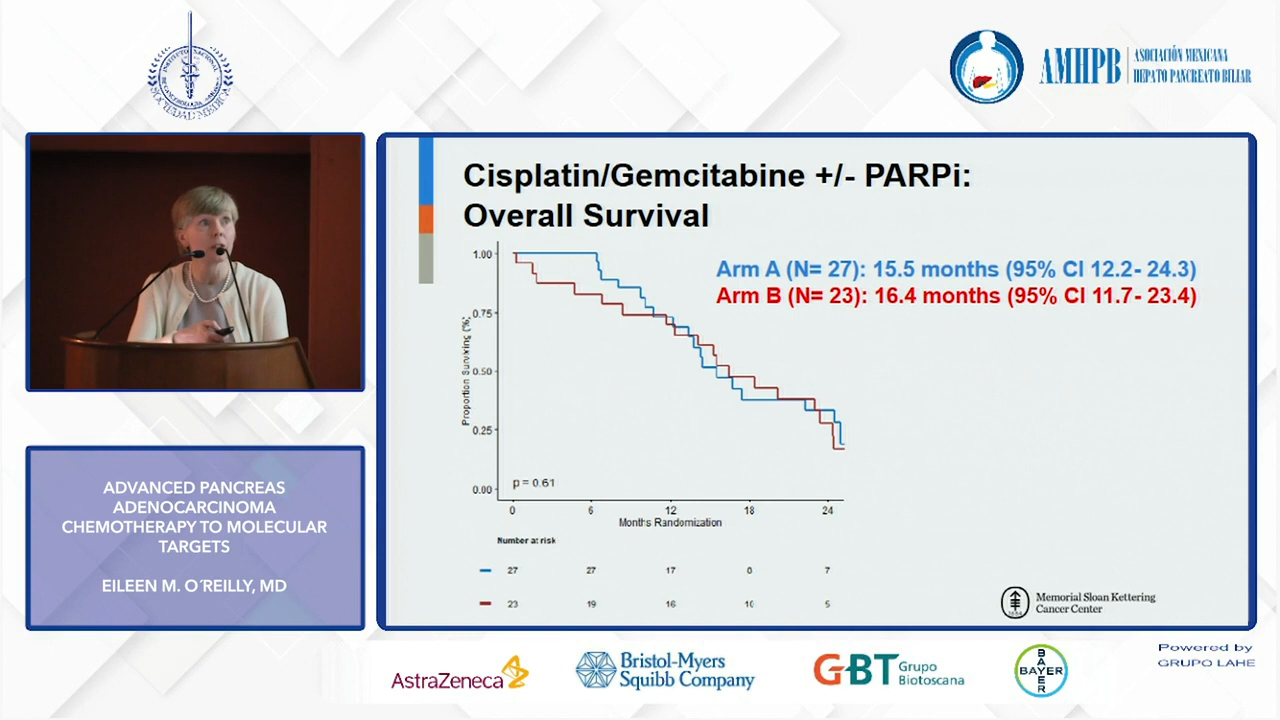 SOCIEDAD MEDICA
AMHPB
ASOCIACIÓN MEXICANA
HEPATO PANCREATO BILIAR
Cisplatin/Gemcitabine +/- PARPi:
Overall Survival
Arm A (N= 27): 15.5 months (95% CI 12.2- 24.3)
Arm B (N= 23): 16.4 months (95% CI 11.7- 23.4)
Proportion Surviving (%)
1.00
0.75
0.50
0.25
0.00
p = 0.61
0 6 12 18 24
Months Randomization
Number at risk
27 27 17 7
23 19 16 5
Memorial Sloan Kettering
Cancer Center
ADVANCED PANCREAS
ADENOCARCINOMA
CHEMOTHERAPY TO MOLECULAR
TARGETS
EILEEN M. O´REILLY, MD
AstraZeneca
Bristol-Myers
Squibb Company
GBT Grupo
Biotoscana
BAYER
BAYER
Powered by
GRUPO LAHE